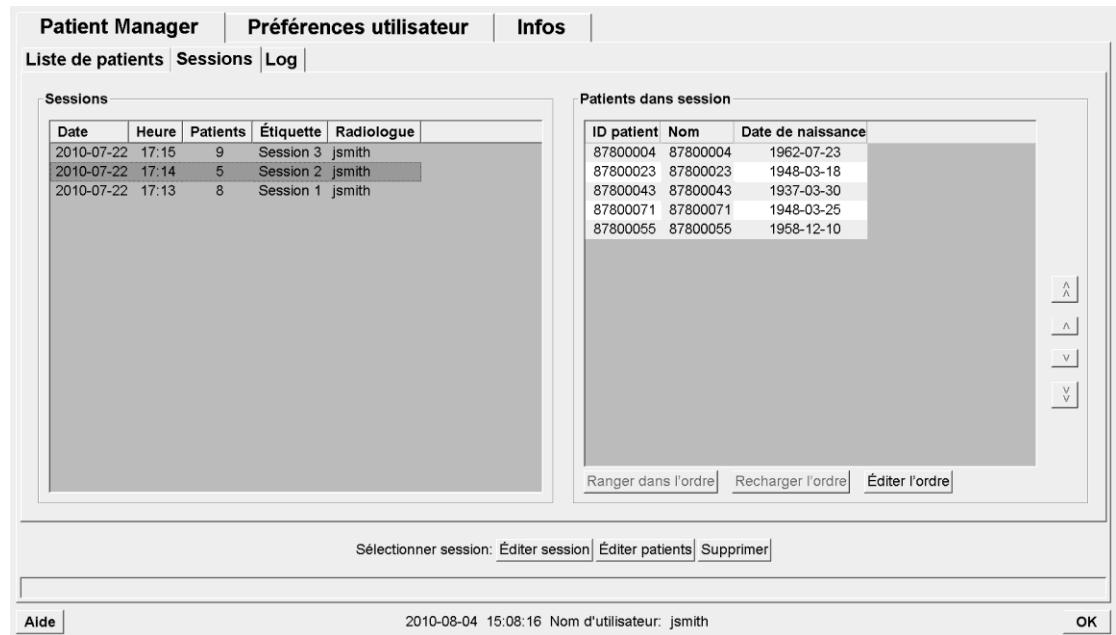 Patient Manager Préférences utilisateur Infos
Liste de patients Sessions Log
Sessions
Date Heure Patients Étiquette Radiologue
2010-07-22 17:15 9 Session 3 jsmith
2010-07-22 17:14 5 Session 2 jsmith
2010-07-22 17:13 8 Session 1 jsmith
Patients dans session
ID patient Nom Date de naissance
87800004 87800004 1962-07-23
87800023 87800023 1948-03-18
87800043 87800043 1937-03-30
87800071 87800071 1948-03-25
87800055 87800055 1958-12-10
Ranger dans l'ordre Recharger l'ordre Éditer l'ordre
Sélectionner session: Éditer session Éditer patients Supprimer
Aide 2010-08-04 15:08:16 Nom d'utilisateur: jsmith OK